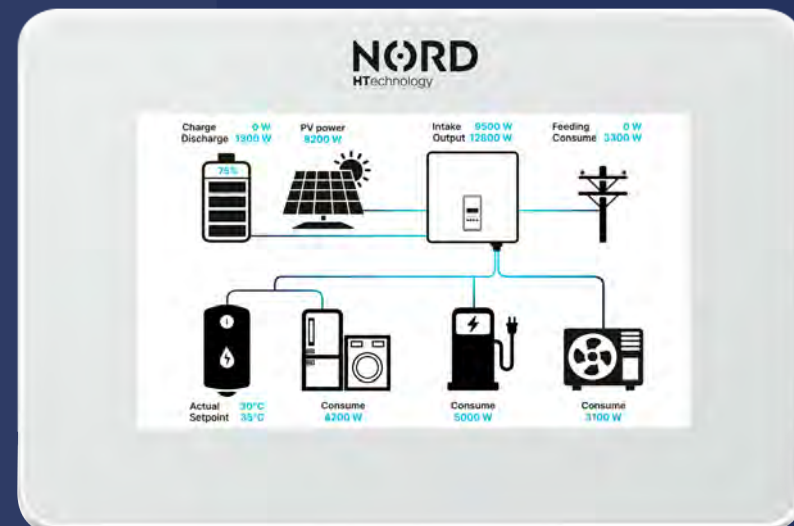 NORD
HTechnology
Charge 0 W
Discharge 1300 W
PV power
8200 W
Intake 9500 W
Output 12800 W
Feeding 0 W
Consume 3300 W
75%
Actual 30°C
Setpoint 35°C
Consume
4200 W
Consume
5000 W
Consume
3100 W